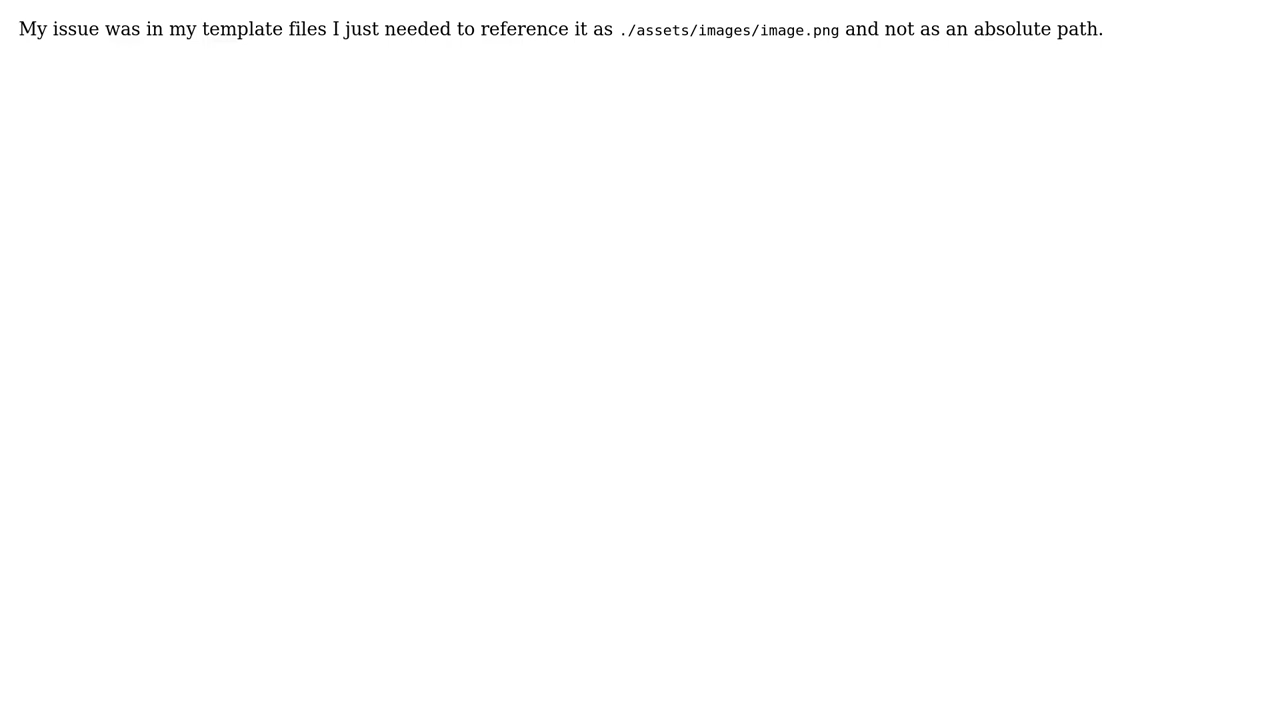 My issue was in my template files I just needed to reference it as ./assets/images/image.png and not as an absolute path.